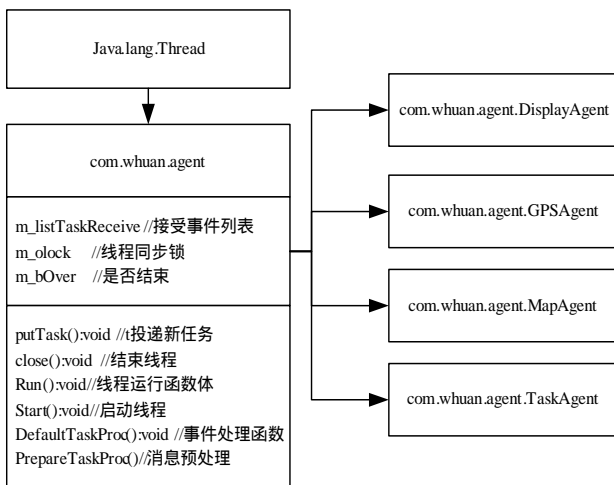 Java.lang.Thread
com.whuan.agent
m_listTaskReceive //接受事件列表
m_olock //线程同步锁
m_bOver //是否结束
putTask():void //t投递新任务
close():void //结束线程
Run():void//线程运行函数体
Start():void//启动线程
DefaultTaskProc():void //事件处理函数
PrepareTaskProc()//消息预处理
com.whuan.agent.DisplayAgent
com.whuan.agent.GPSAgent
com.whuan.agent.MapAgent
com.whuan.agent.TaskAgent